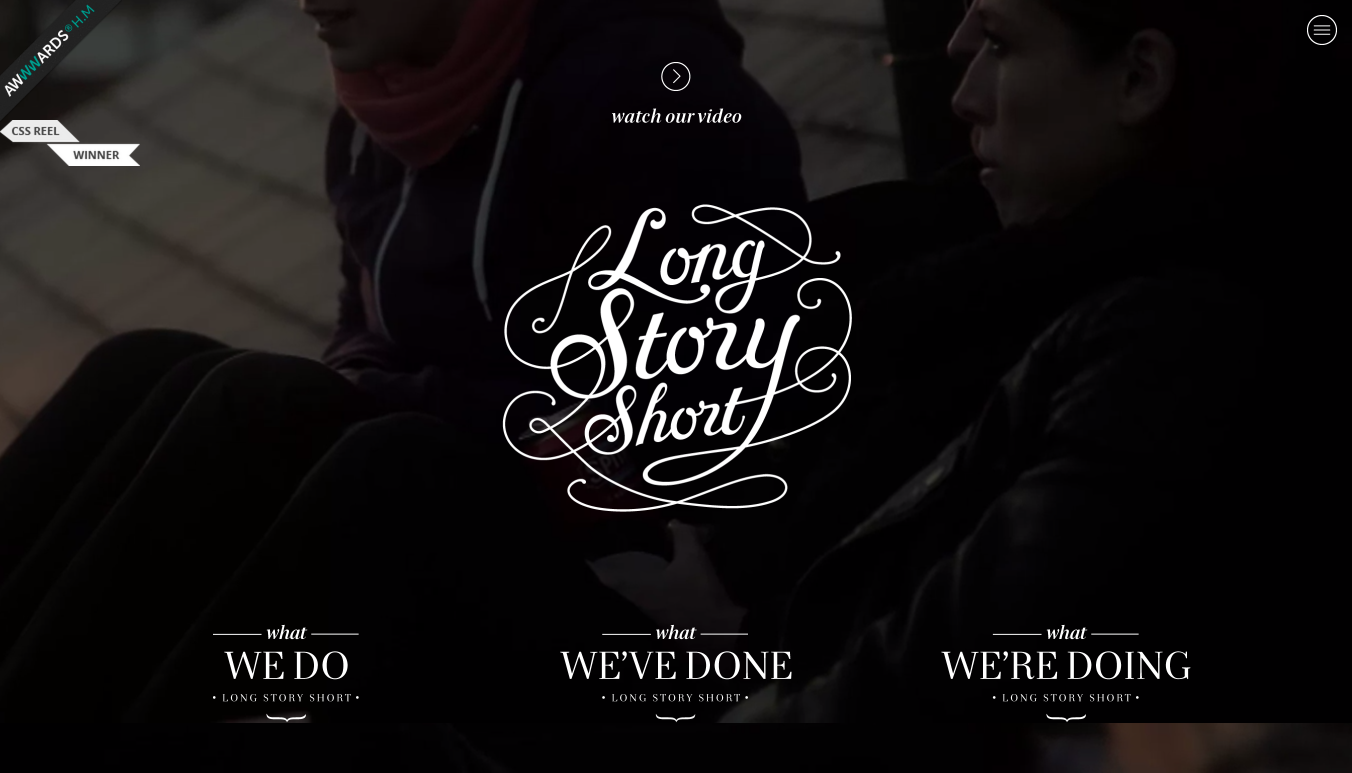 AWWWARDS® H.M
CSS REEL
WINNER
watch our video
Long
Story
Short
what
WE DO
• LONG STORY SHORT •
what
WE’VE DONE
• LONG STORY SHORT •
what
WE’RE DOING
• LONG STORY SHORT •